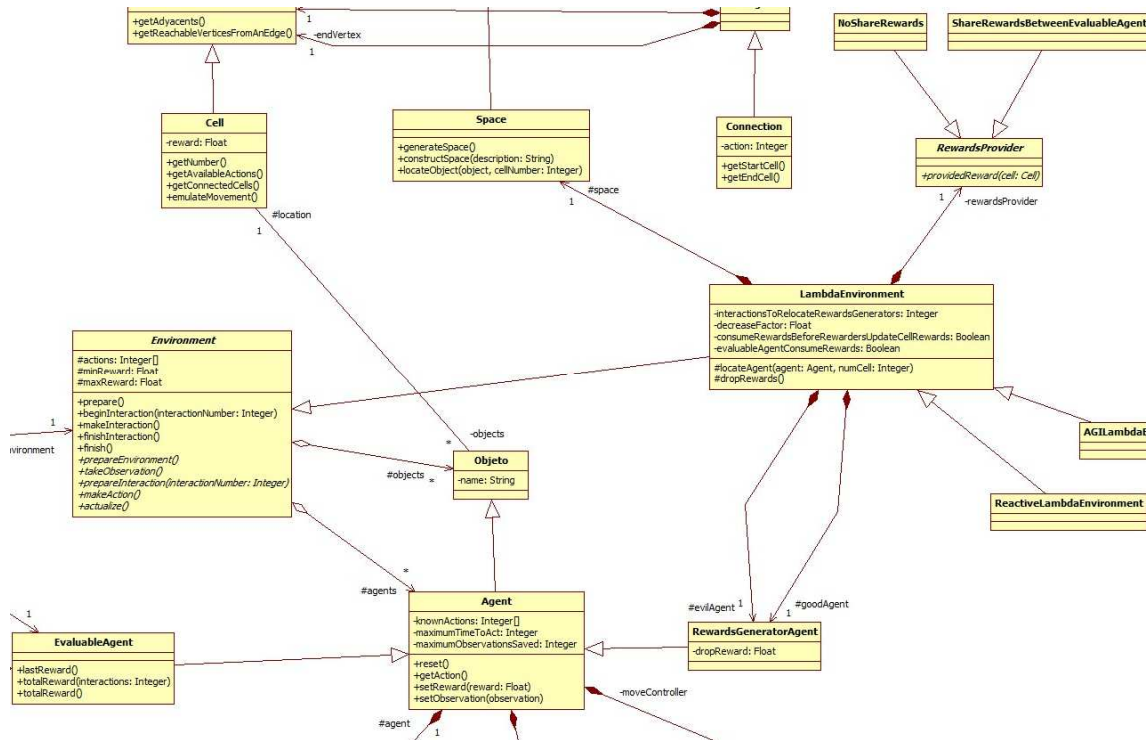 +getAdyacents()
+getReachableVerticesFromAnEdge()
1
-endVertex
1
NoShareRewards
ShareRewardsBetweenEvaluableAgent
Cell
-reward: Float
+getNumber()
+getAvailableActions()
+getConnectedCells()
+emulateMovement()
Space
+generateSpace()
+constructSpace(description: String)
+locateObject(object, cellNumber: Integer)
Connection
-action: Integer
+getStartCell()
+getEndCell()
RewardsProvider
+providedReward(cell: Cell)
#location
1
#space
1
1
-rewardsProvider
LambdaEnvironment
-interactionsToRelocateRewardsGenerators: Integer
-decreaseFactor: Float
-consumeRewardsBeforeRewardersUpdateCellRewards: Boolean
-evaluableAgentConsumeRewards: Boolean
#locateAgent(agent: Agent, numCell: Integer)
#dropRewards()
Environment
#actions: Integer[]
#minReward: Float
#maxReward: Float
+prepare()
+beginInteraction(interactionNumber: Integer)
+makeInteraction()
+finishInteraction()
+finish()
+prepareEnvironment()
+takeObservation()
+prepareInteraction(interactionNumber: Integer)
+makeAction()
+actualize()
1
nvironment
*
-objects
#objects
*
Objeto
-name: String
AGILambdaE
ReactiveLambdaEnvironment
*
#agents
Agent
-knownActions: Integer[]
-maximumTimeToAct: Integer
-maximumObservationsSaved: Integer
+reset()
+getAction()
+setReward(reward: Float)
+setObservation(observation)
#evilAgent
1
#goodAgent
1
RewardsGeneratorAgent
-dropReward: Float
1
EvaluableAgent
+lastReward()
+totalReward(interactions: Integer)
+totalReward()
-moveController
#agent
1